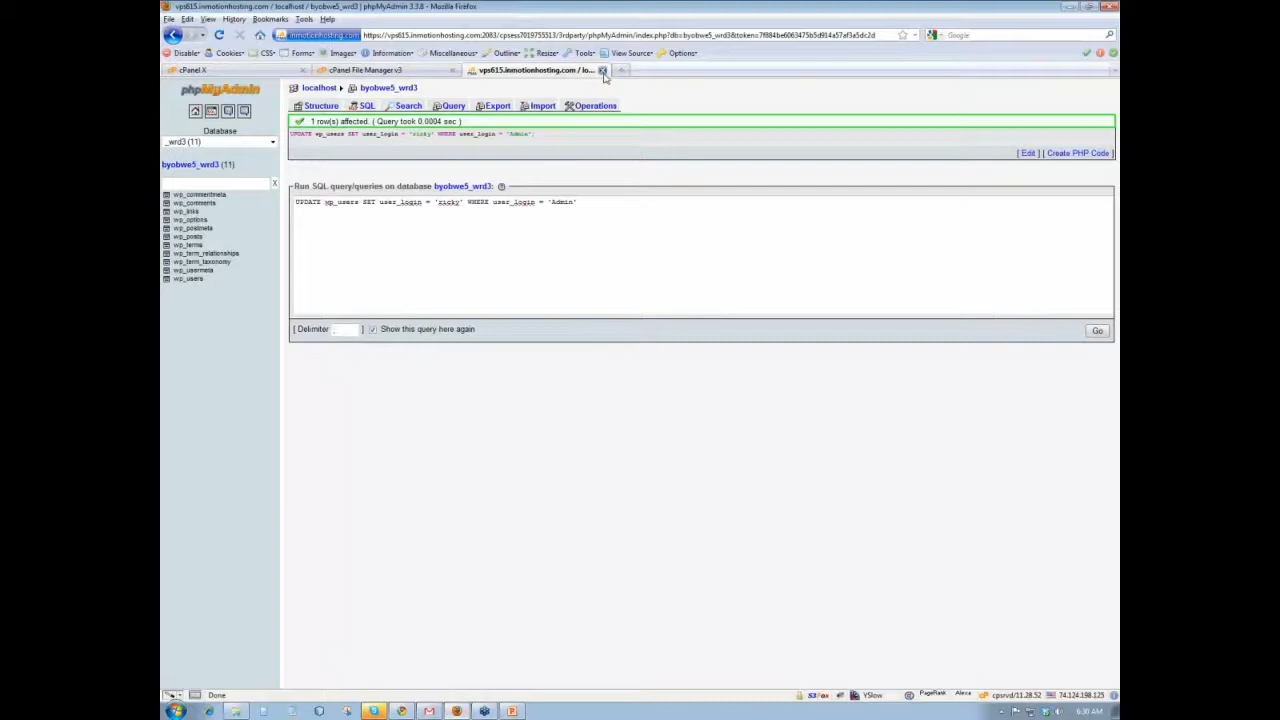 vps615.inmotionhosting.com / localhost / byobwe5_wrd3 | phpMyAdmin 3.3.8 - Mozilla Firefox
File Edit View History Bookmarks Tools Help
inmotionhosting.com https://vps615.inmotionhosting.com:2083/cpsess7019755513/3rdparty/phpMyAdmin/index.php?db=byobwe5_wrd3&token=7f884be6063475b5d914a57af3a5dc2d Google
Disable Cookies CSS Forms Images Information Miscellaneous Outline Resize Tools View Source Options
cPanel X cPanel File Manager v3 vps615.inmotionhosting.com / lo...
phpMyAdmin
localhost byobwe5_wrd3
Structure SQL Search Query Export Import Operations
1 row(s) affected. ( Query took 0.0004 sec )
UPDATE wp_users SET user_login = 'ricky' WHERE user_login = 'Admin';
[ Edit ] [ Create PHP Code ]
Database
_wrd3 (11)
byobwe5_wrd3 (11)
X
wp_commentmeta
wp_comments
wp_links
wp_options
wp_postmeta
wp_posts
wp_terms
wp_term_relationships
wp_term_taxonomy
wp_usermeta
wp_users
Run SQL query/queries on database byobwe5_wrd3:
UPDATE wp_users SET user_login = 'ricky' WHERE user_login = 'Admin'
[ Delimiter ] Show this query here again
Go
Done
S3Fox YSlow PageRank Alexa cpsrvd/11.28.52 74.124.198.125
6:30 AM